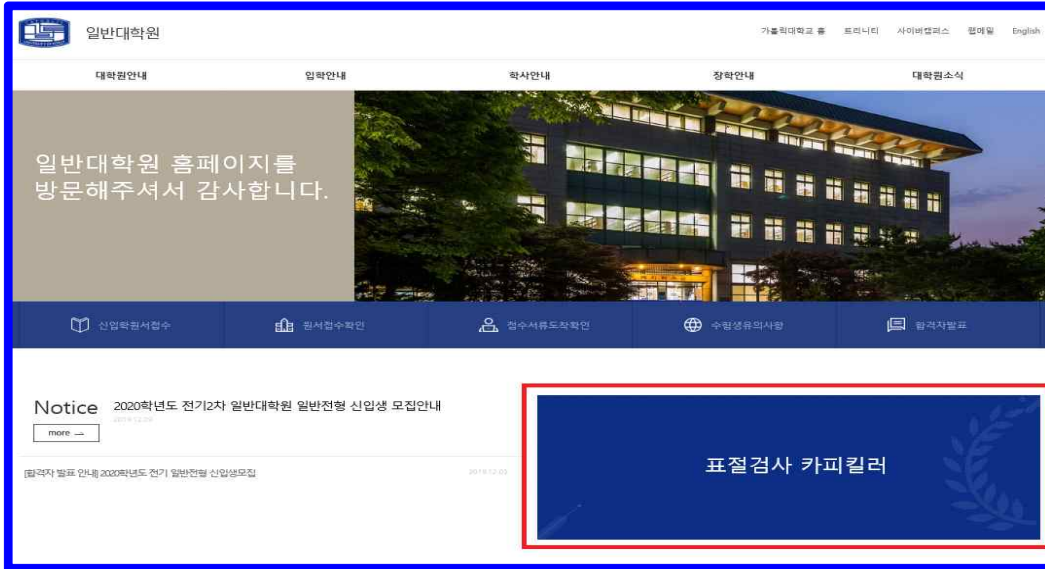 일반대학원
가톨릭대학교 홈 트리니티 사이버캠퍼스 웹메일 English
대학원안내 입학안내 학사안내 장학안내 대학원소식
일반대학원 홈페이지를
방문해주셔서 감사합니다.
신입학원서접수 원서접수확인 접수서류도착확인 수험생유의사항 합격자발표
Notice 2020학년도 전기2차 일반대학원 일반전형 신입생 모집안내
more
[합격자 발표 안내] 2020학년도 전기 일반전형 신입생모집
표절검사 카피킬러